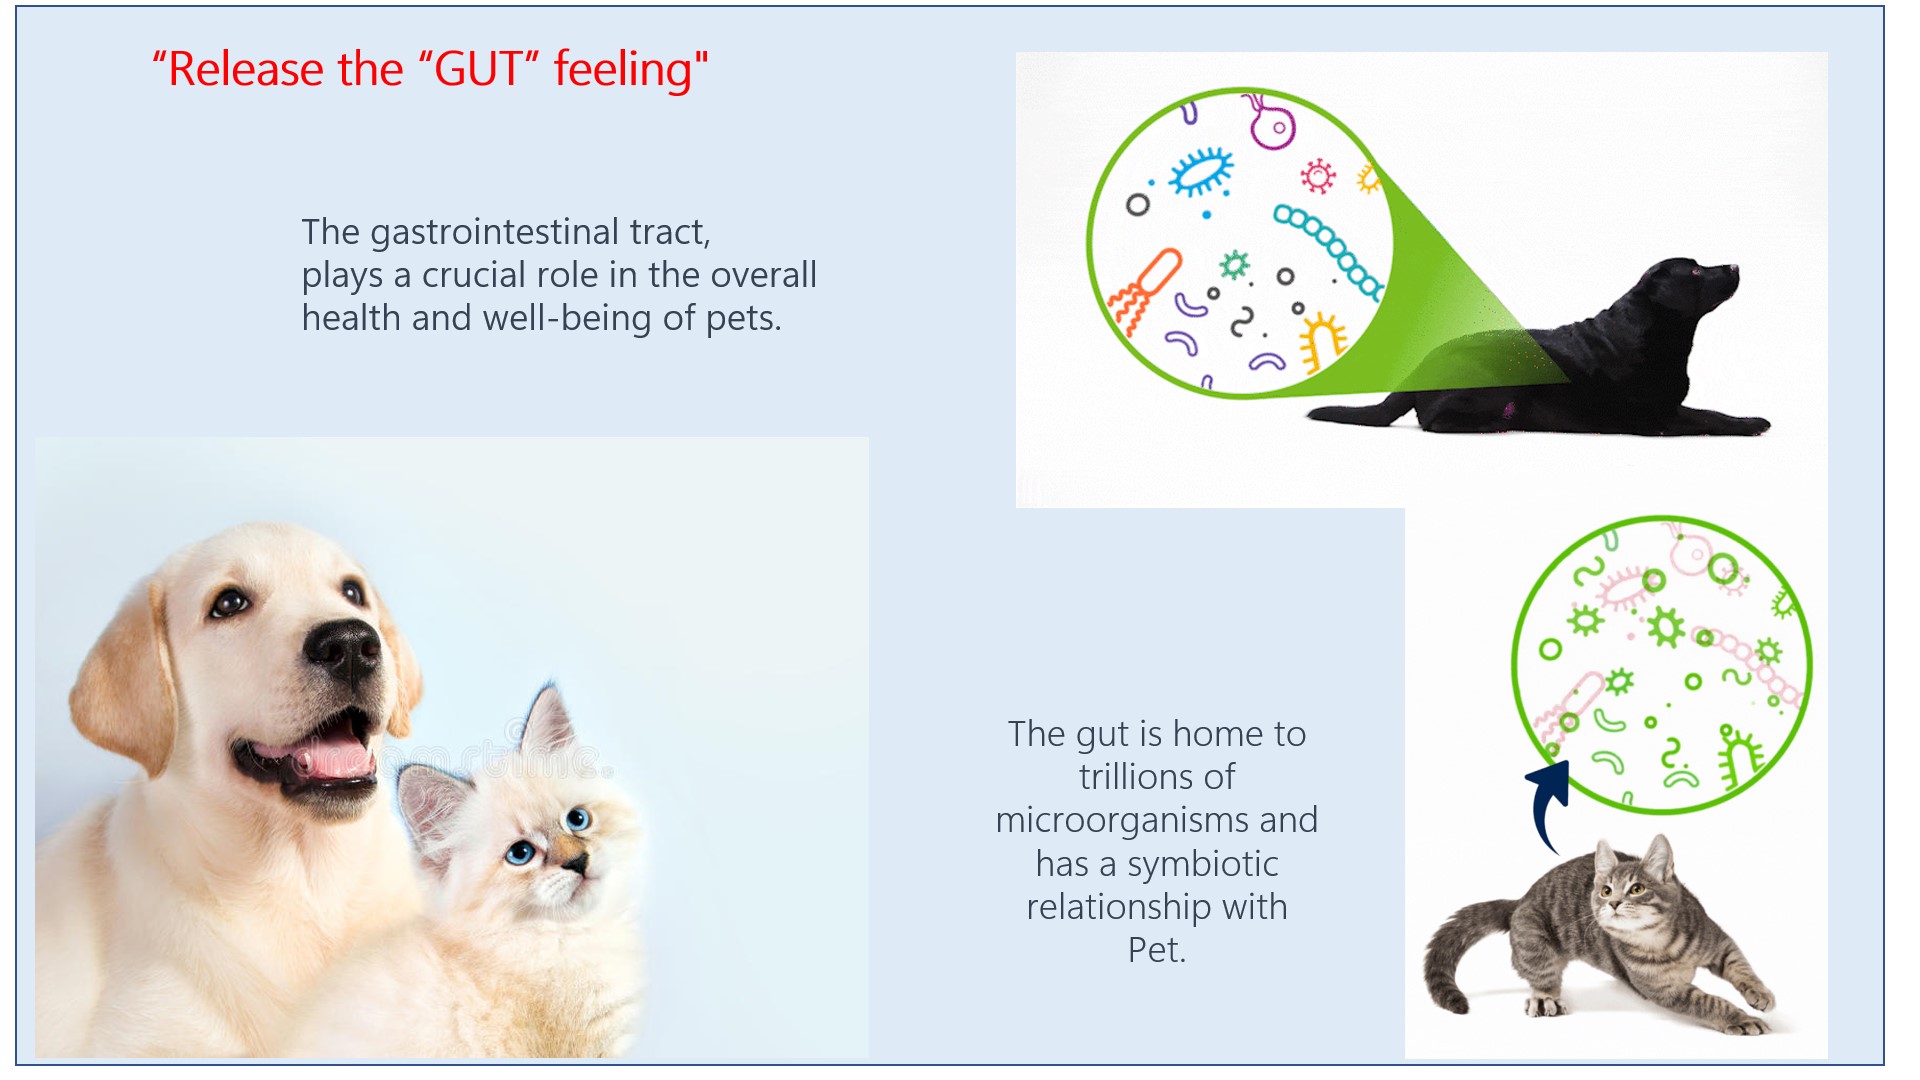 “Release the “GUT” feeling"
The gastrointestinal tract,
plays a crucial role in the overall
health and well-being of pets.
The gut is home to
trillions of
microorganisms and
has a symbiotic
relationship with
Pet.